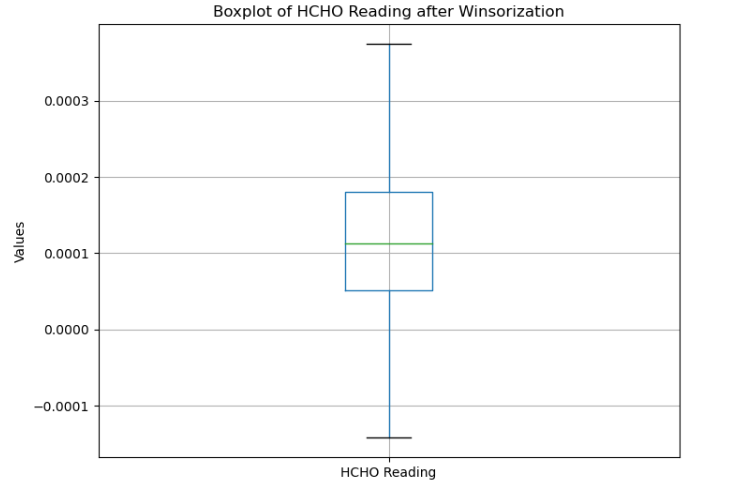 Boxplot of HCHO Reading after Winsorization
0.0003
0.0002
0.0001
0.0000
−0.0001
Values
HCHO Reading